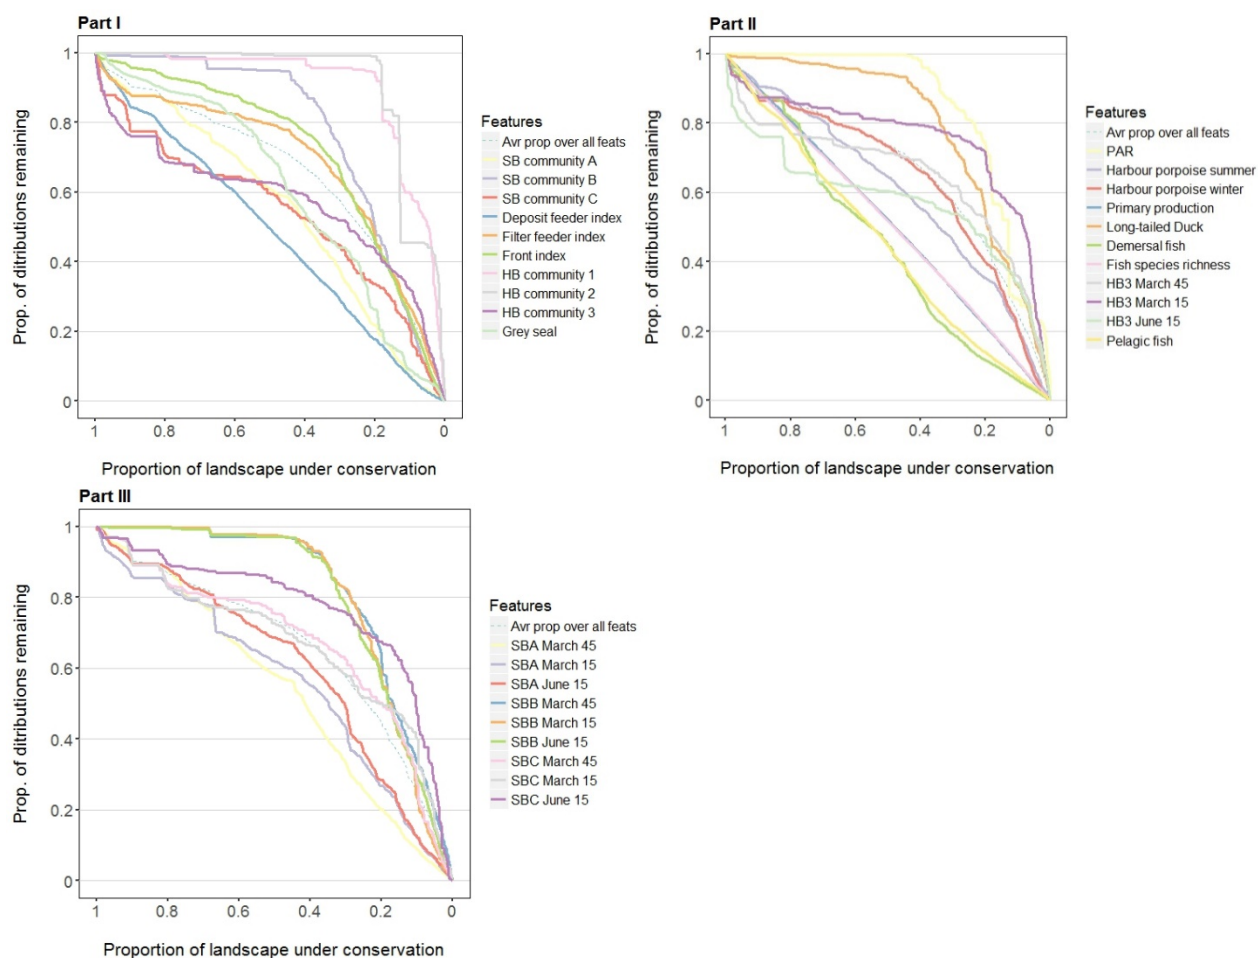 Part I
Prop. of ditributions remaining
1
0.8
0.6
0.4
0.2
0
1
0.8
0.6
0.4
0.2
0
Proportion of landscape under conservation
Features
Avr prop over all feats
SB community A
SB community B
SB community C
Deposit feeder index
Filter feeder index
Front index
HB community 1
HB community 2
HB community 3
Grey seal
Part II
Prop. of ditributions remaining
1
0.8
0.6
0.4
0.2
0
1
0.8
0.6
0.4
0.2
0
Proportion of landscape under conservation
Features
Avr prop over all feats
PAR
Harbour porpoise summer
Harbour porpoise winter
Primary production
Long-tailed Duck
Demersal fish
Fish species richness
HB3 March 45
HB3 March 15
HB3 June 15
Pelagic fish
Part III
Prop. of ditributions remaining
1
0.8
0.6
0.4
0.2
0
1
0.8
0.6
0.4
0.2
0
Proportion of landscape under conservation
Features
Avr prop over all feats
SBA March 45
SBA March 15
SBA June 15
SBB March 45
SBB March 15
SBB June 15
SBC March 45
SBC March 15
SBC June 15